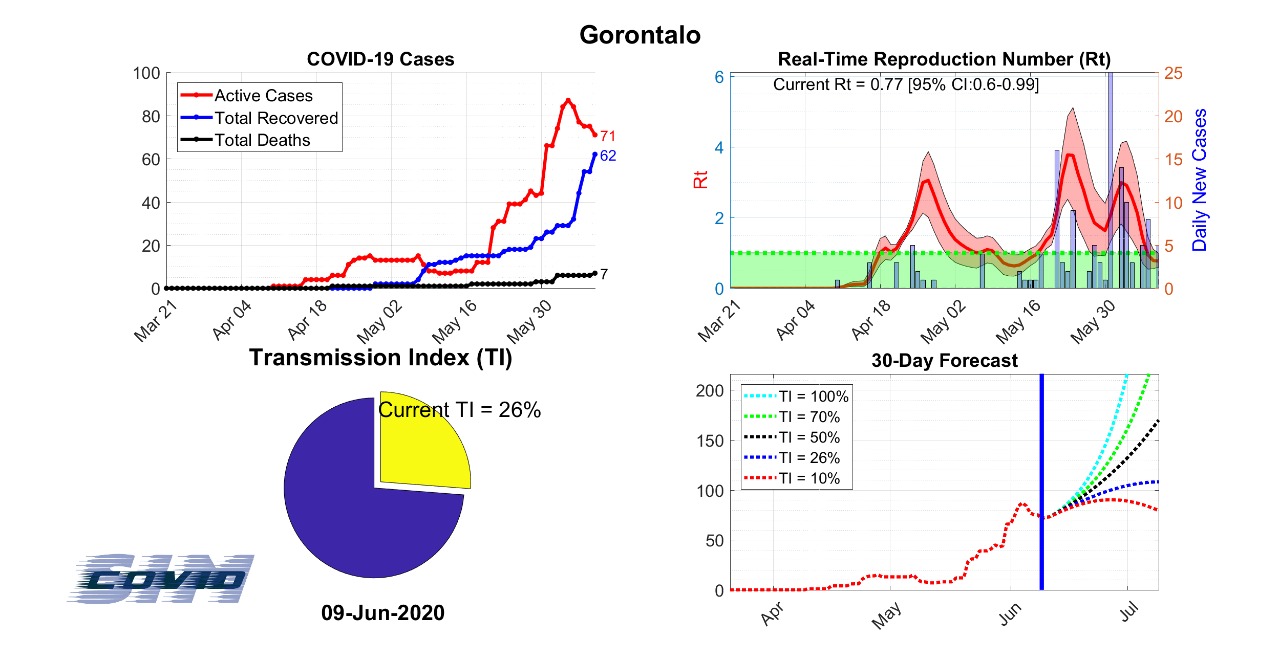 Gorontalo
COVID-19 Cases
100
80
60
40
20
0
Active Cases
Total Recovered
Total Deaths
71
62
7
Mar 21
Apr 04
Apr 18
May 02
May 16
May 30
Real-Time Reproduction Number (Rt)
Current Rt = 0.77 [95% CI:0.6-0.99]
Rt
6
4
2
0
25
20
15
10
5
0
Daily New Cases
Mar 21
Apr 04
Apr 18
May 02
May 16
May 30
Transmission Index (TI)
Current TI = 26%
09-Jun-2020
SIN
COVID
30-Day Forecast
200
150
100
50
0
TI = 100%
TI = 70%
TI = 50%
TI = 26%
TI = 10%
Apr
May
Jun
Jul